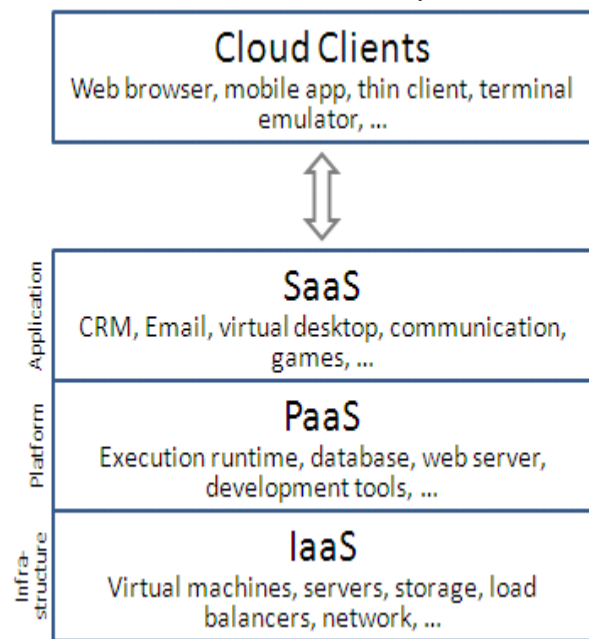 Cloud Clients
Web browser, mobile app, thin client, terminal
emulator, ...
Application
SaaS
CRM, Email, virtual desktop, communication,
games, ...
Platform
PaaS
Execution runtime, database, web server,
development tools, ...
Infra-
structure
IaaS
Virtual machines, servers, storage, load
balancers, network, ...